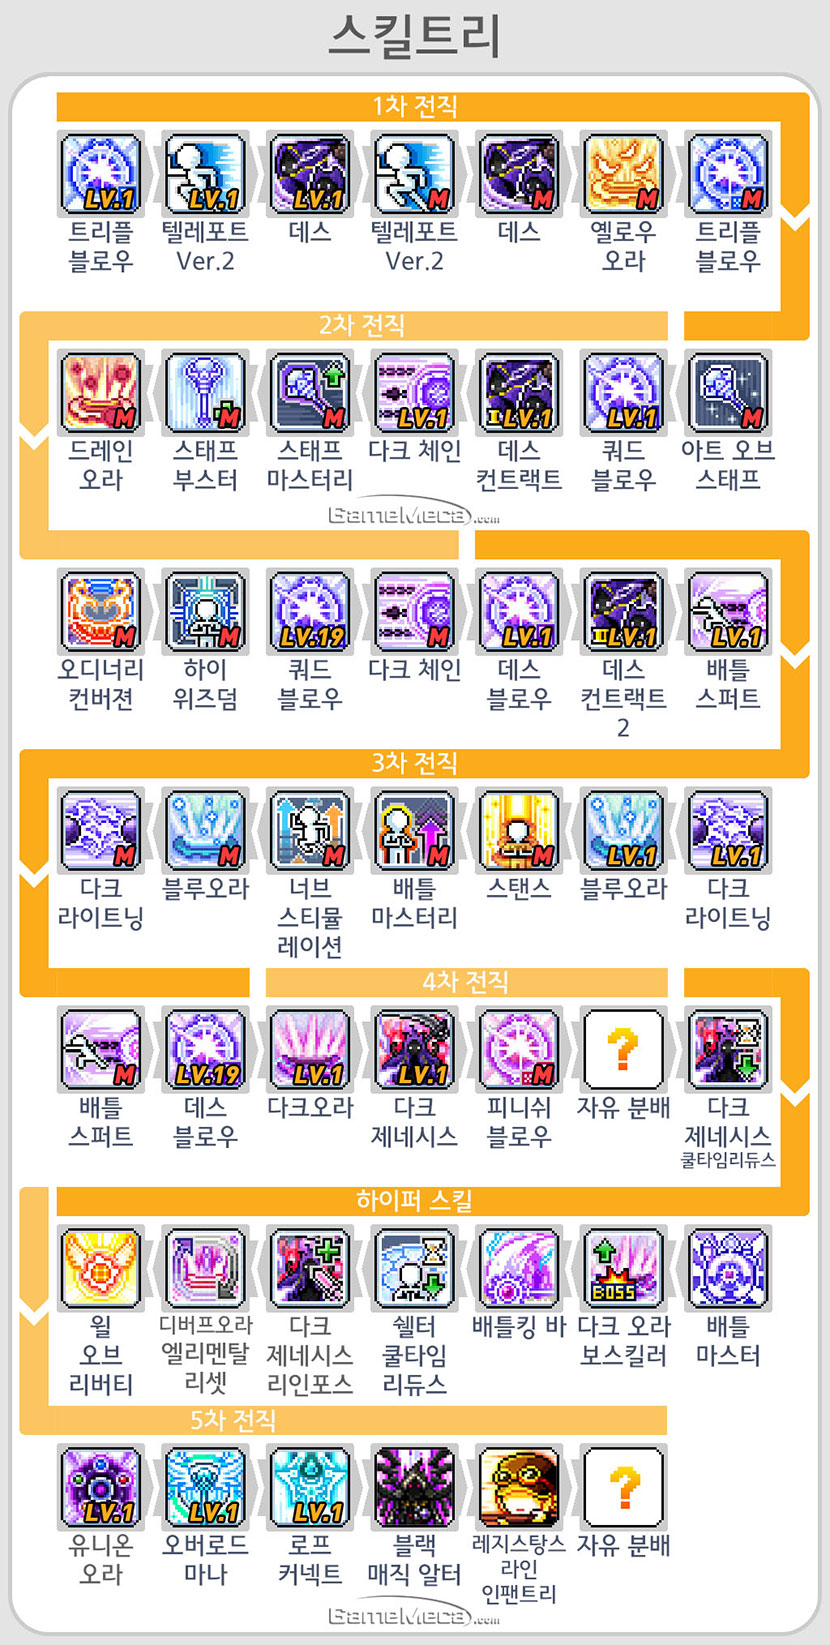 스킬트리
1차 전직
LV.1 LV.1 LV.1 M M M M
트리플 텔레포트 데스 텔레포트 데스 옐로우 트리플
블로우 Ver.2 Ver.2 오라 블로우
2차 전직
M M M LV.1 LV.1 LV.1 M
드레인 스태프 스태프 다크 체인 데스 쿼드 아트 오브
오라 부스터 마스터리 컨트랙트 블로우 스태프
GameMeca.com
M M LV.19 M LV.1 LV.1 LV.1
오디너리 하이 쿼드 다크 체인 데스 데스 배틀
컨버젼 위즈덤 블로우 블로우 컨트랙트 스퍼트
2
3차 전직
M M M M M LV.1 LV.1
다크 블루오라 너브 배틀 스탠스 블루오라 다크
라이트닝 스티뮬 마스터리 라이트닝
레이션
4차 전직
M LV.19 LV.1 LV.1 M ?
배틀 데스 다크오라 다크 피니쉬 자유 분배 다크
스퍼트 블로우 제네시스 블로우 제네시스
쿨타임리듀스
하이퍼 스킬
BOSS
윌 디버프오라 다크 쉘터 배틀킹 바 다크 오라 배틀
오브 엘리멘탈 제네시스 쿨타임 보스킬러 마스터
리버티 리셋 리인포스 리듀스
5차 전직
LV.1 LV.1 LV.1 ?
유니온 오버로드 로프 블랙 레지스탕스 자유 분배
오라 마나 커넥트 매직 알터 라인
인팬트리
GameMeca.com